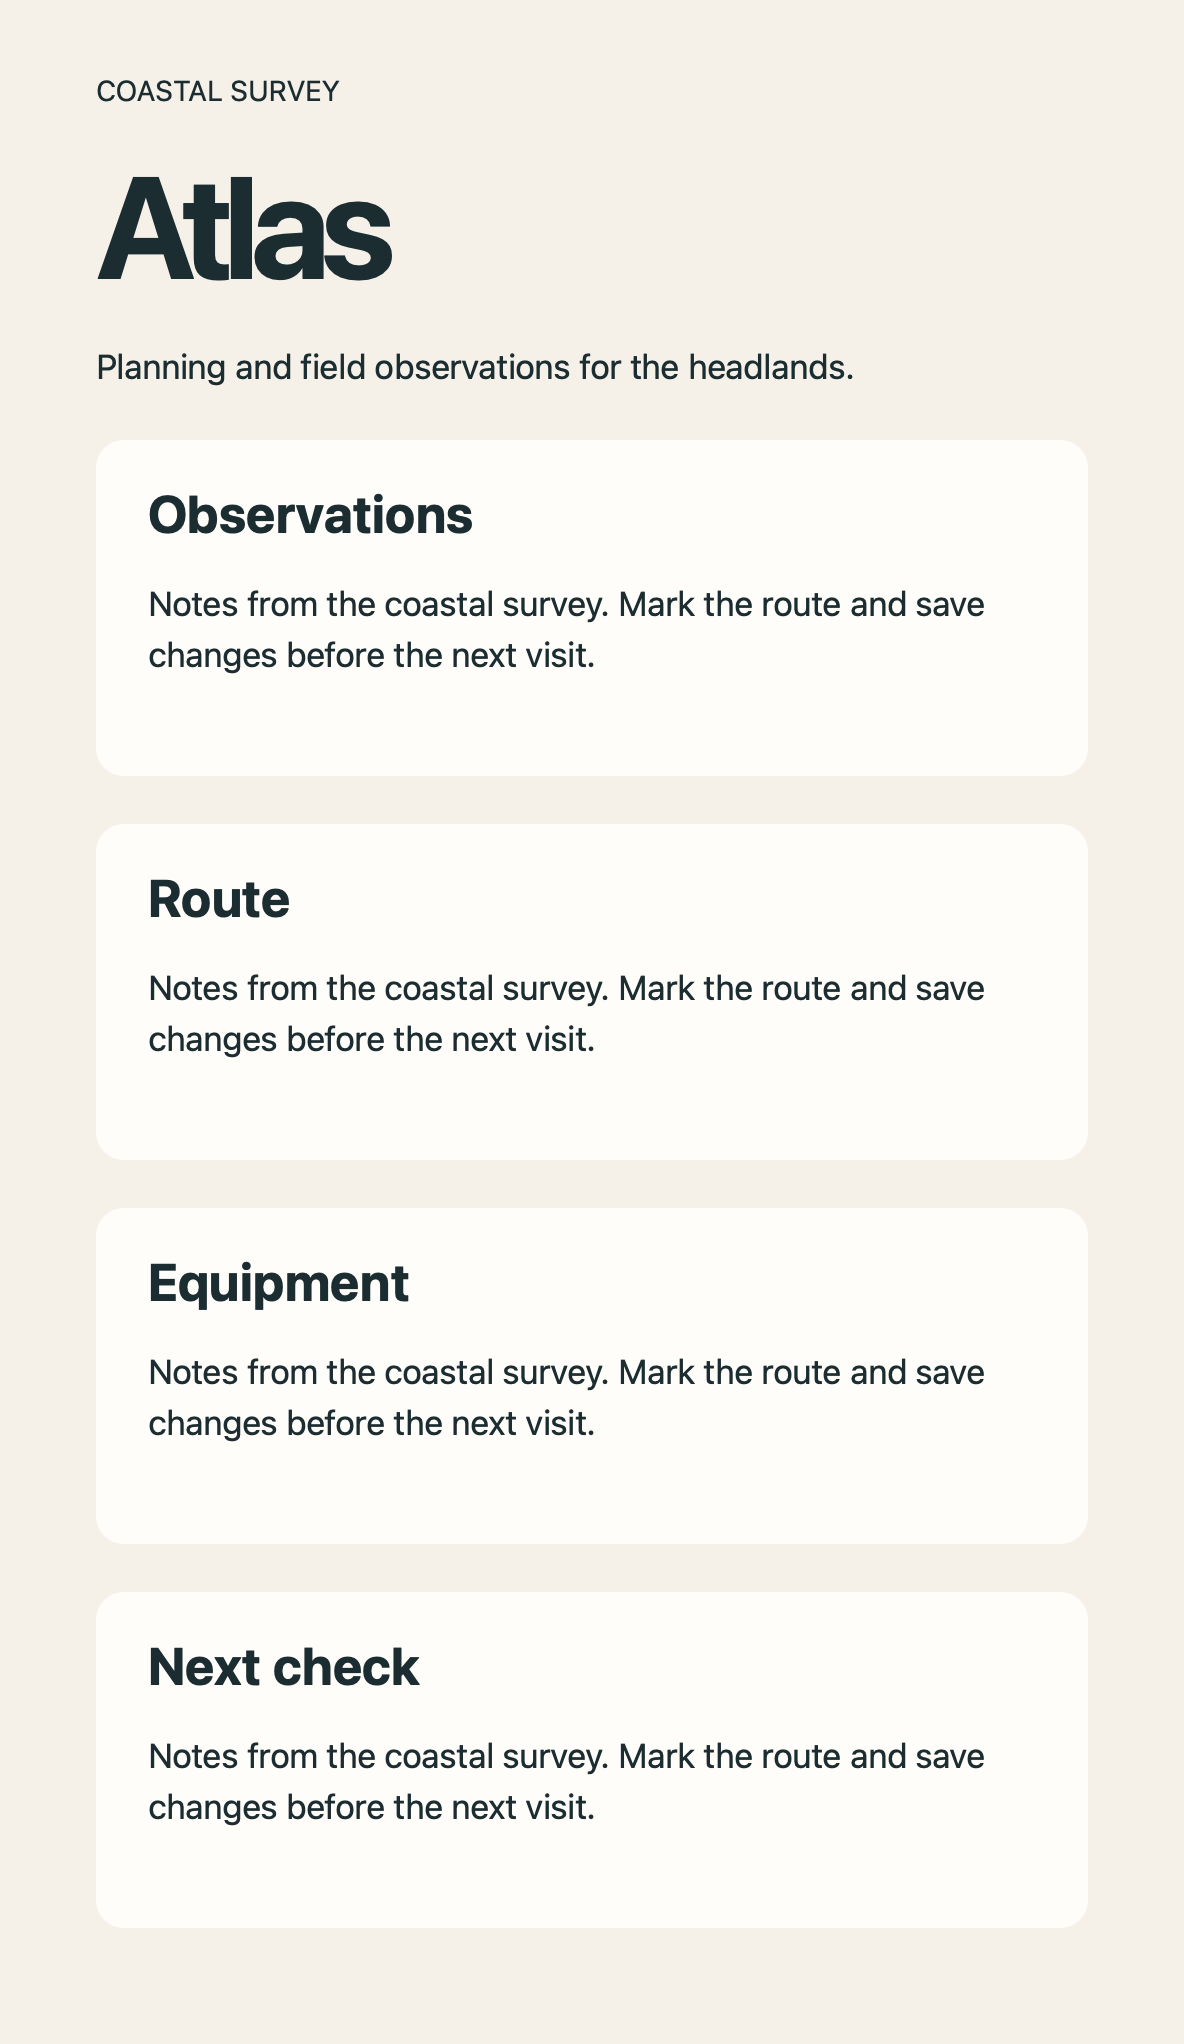 COASTAL SURVEY
Atlas
Planning and field observations for the headlands.
Observations
Notes from the coastal survey. Mark the route and save
changes before the next visit.
Route
Notes from the coastal survey. Mark the route and save
changes before the next visit.
Equipment
Notes from the coastal survey. Mark the route and save
changes before the next visit.
Next check
Notes from the coastal survey. Mark the route and save
changes before the next visit.